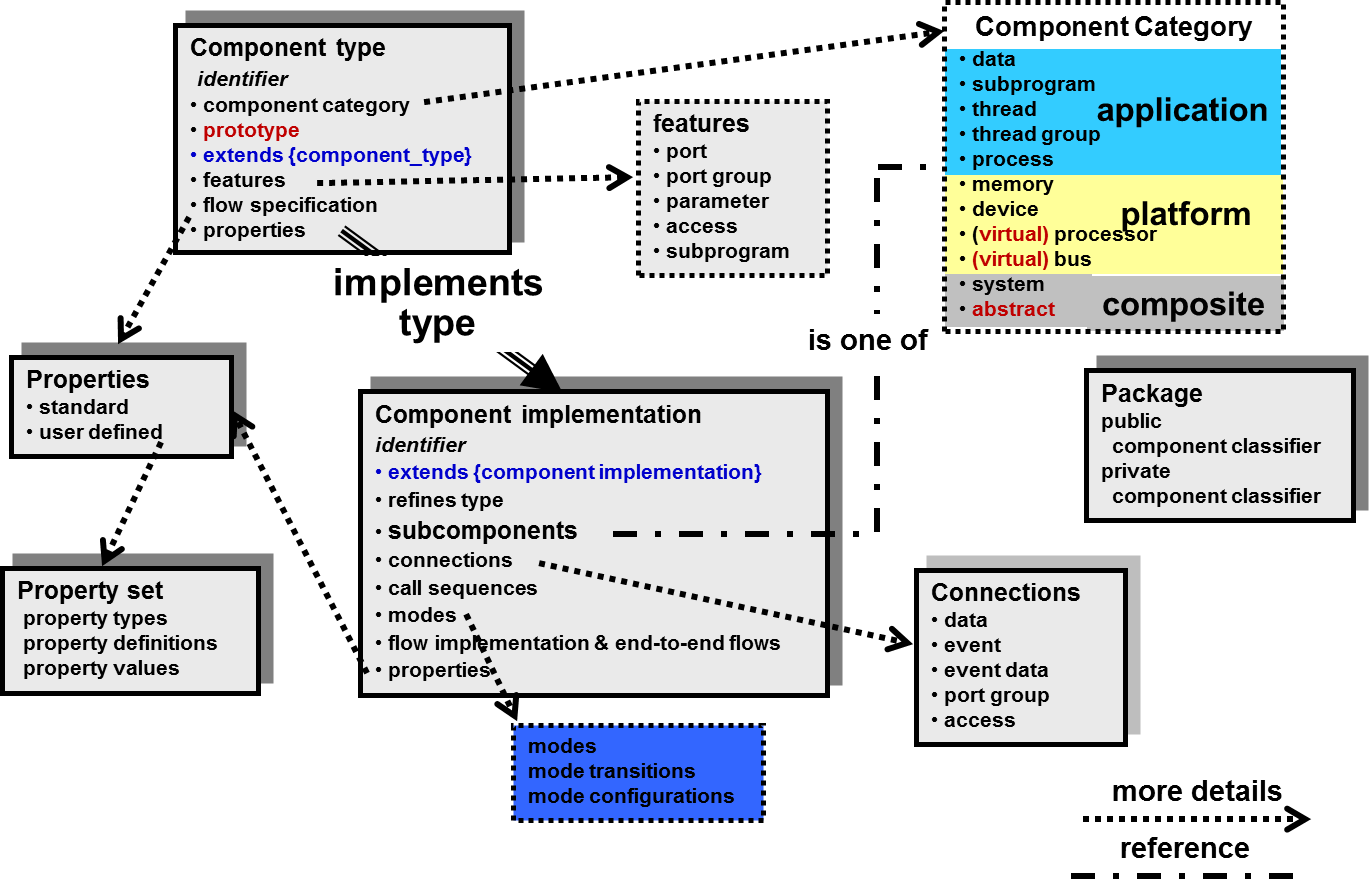 Component type
identifier
• component category
• prototype
• extends {component_type}
• features
• flow specification
• properties
features
• port
• port group
• parameter
• access
• subprogram
Component Category
• data
• subprogram
• thread
• thread group
• process
application
• memory
• device
• (virtual) processor
• (virtual) bus
platform
• system
• abstract
composite
implements
type
is one of
Properties
• standard
• user defined
Component implementation
identifier
• extends {component implementation}
• refines type
• subcomponents
• connections
• call sequences
• modes
• flow implementation & end-to-end flows
• properties
Package
public
component classifier
private
component classifier
Property set
property types
property definitions
property values
Connections
• data
• event
• event data
• port group
• access
modes
mode transitions
mode configurations
more details
reference